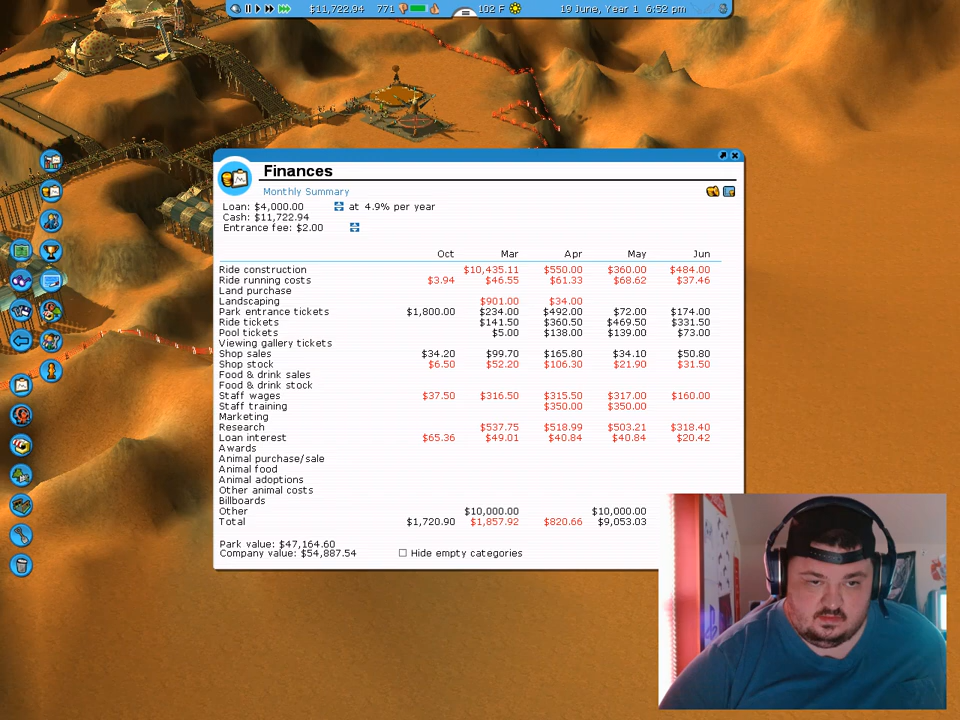 $11,722.94 771 102 F 19 June, Year 1 6:52 pm
Finances
Monthly Summary
Loan: $4,000.00 at 4.9% per year
Cash: $11,722.94
Entrance fee: $2.00
Oct Mar Apr May Jun
Ride construction $10,435.11 $550.00 $360.00 $484.00
Ride running costs $3.94 $46.55 $61.33 $68.62 $37.46
Land purchase
Landscaping $901.00 $34.00
Park entrance tickets $1,800.00 $234.00 $492.00 $72.00 $174.00
Ride tickets $141.50 $360.50 $469.50 $331.50
Pool tickets $5.00 $138.00 $139.00 $73.00
Viewing gallery tickets
Shop sales $34.20 $99.70 $165.80 $34.10 $50.80
Shop stock $6.50 $52.20 $106.30 $21.90 $31.50
Food & drink sales
Food & drink stock
Staff wages $37.50 $316.50 $315.50 $317.00 $160.00
Staff training $350.00 $350.00
Marketing
Research $537.75 $518.99 $503.21 $318.40
Loan interest $65.36 $49.01 $40.84 $40.84 $20.42
Awards
Animal purchase/sale
Animal food
Animal adoptions
Other animal costs
Billboards
Other $10,000.00 $10,000.00
Total $1,720.90 $1,857.92 $820.66 $9,053.03
Park value: $47,164.60
Company value: $54,887.54 Hide empty categories